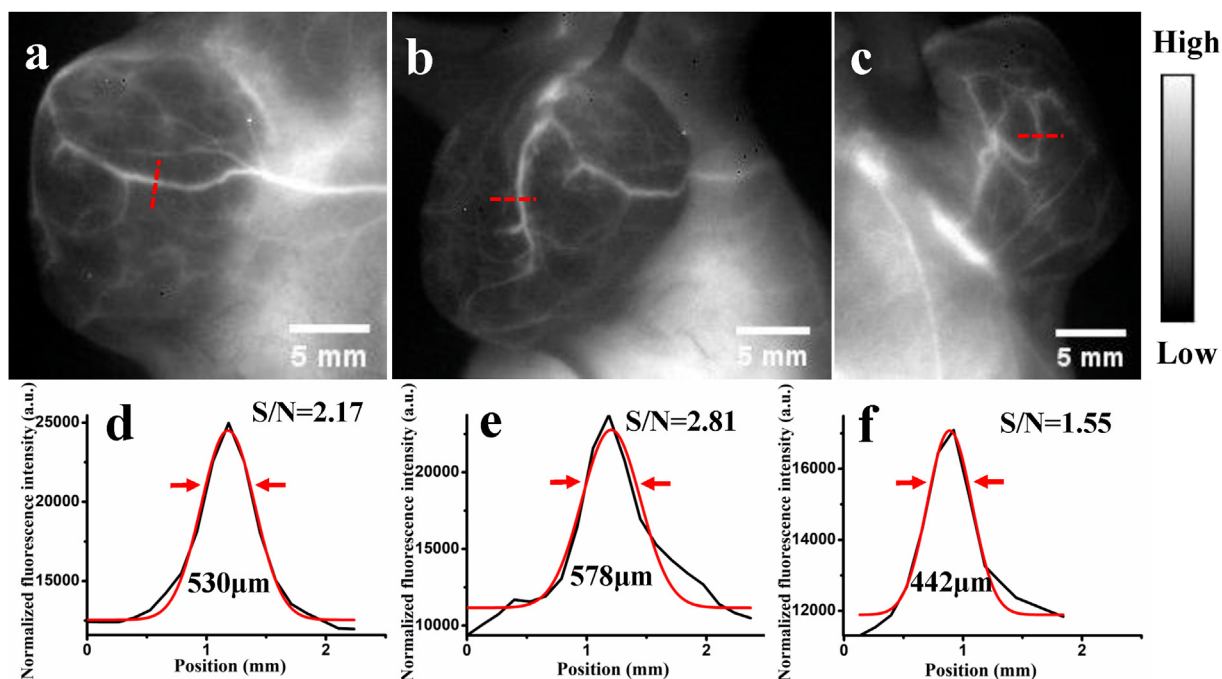 a
b
c
High
5 mm
5 mm
5 mm
Low
Normalized fluorescence intensity (a.u.)
25000
20000
15000
d
S/N=2.17
530μm
0
1
2
Position (mm)
Normalized fluorescence intensity (a.u.)
20000
15000
10000
e
S/N=2.81
578μm
0
1
2
Position (mm)
Normalized fluorescence intensity (a.u.)
16000
14000
12000
f
S/N=1.55
442μm
0
1
2
Position (mm)